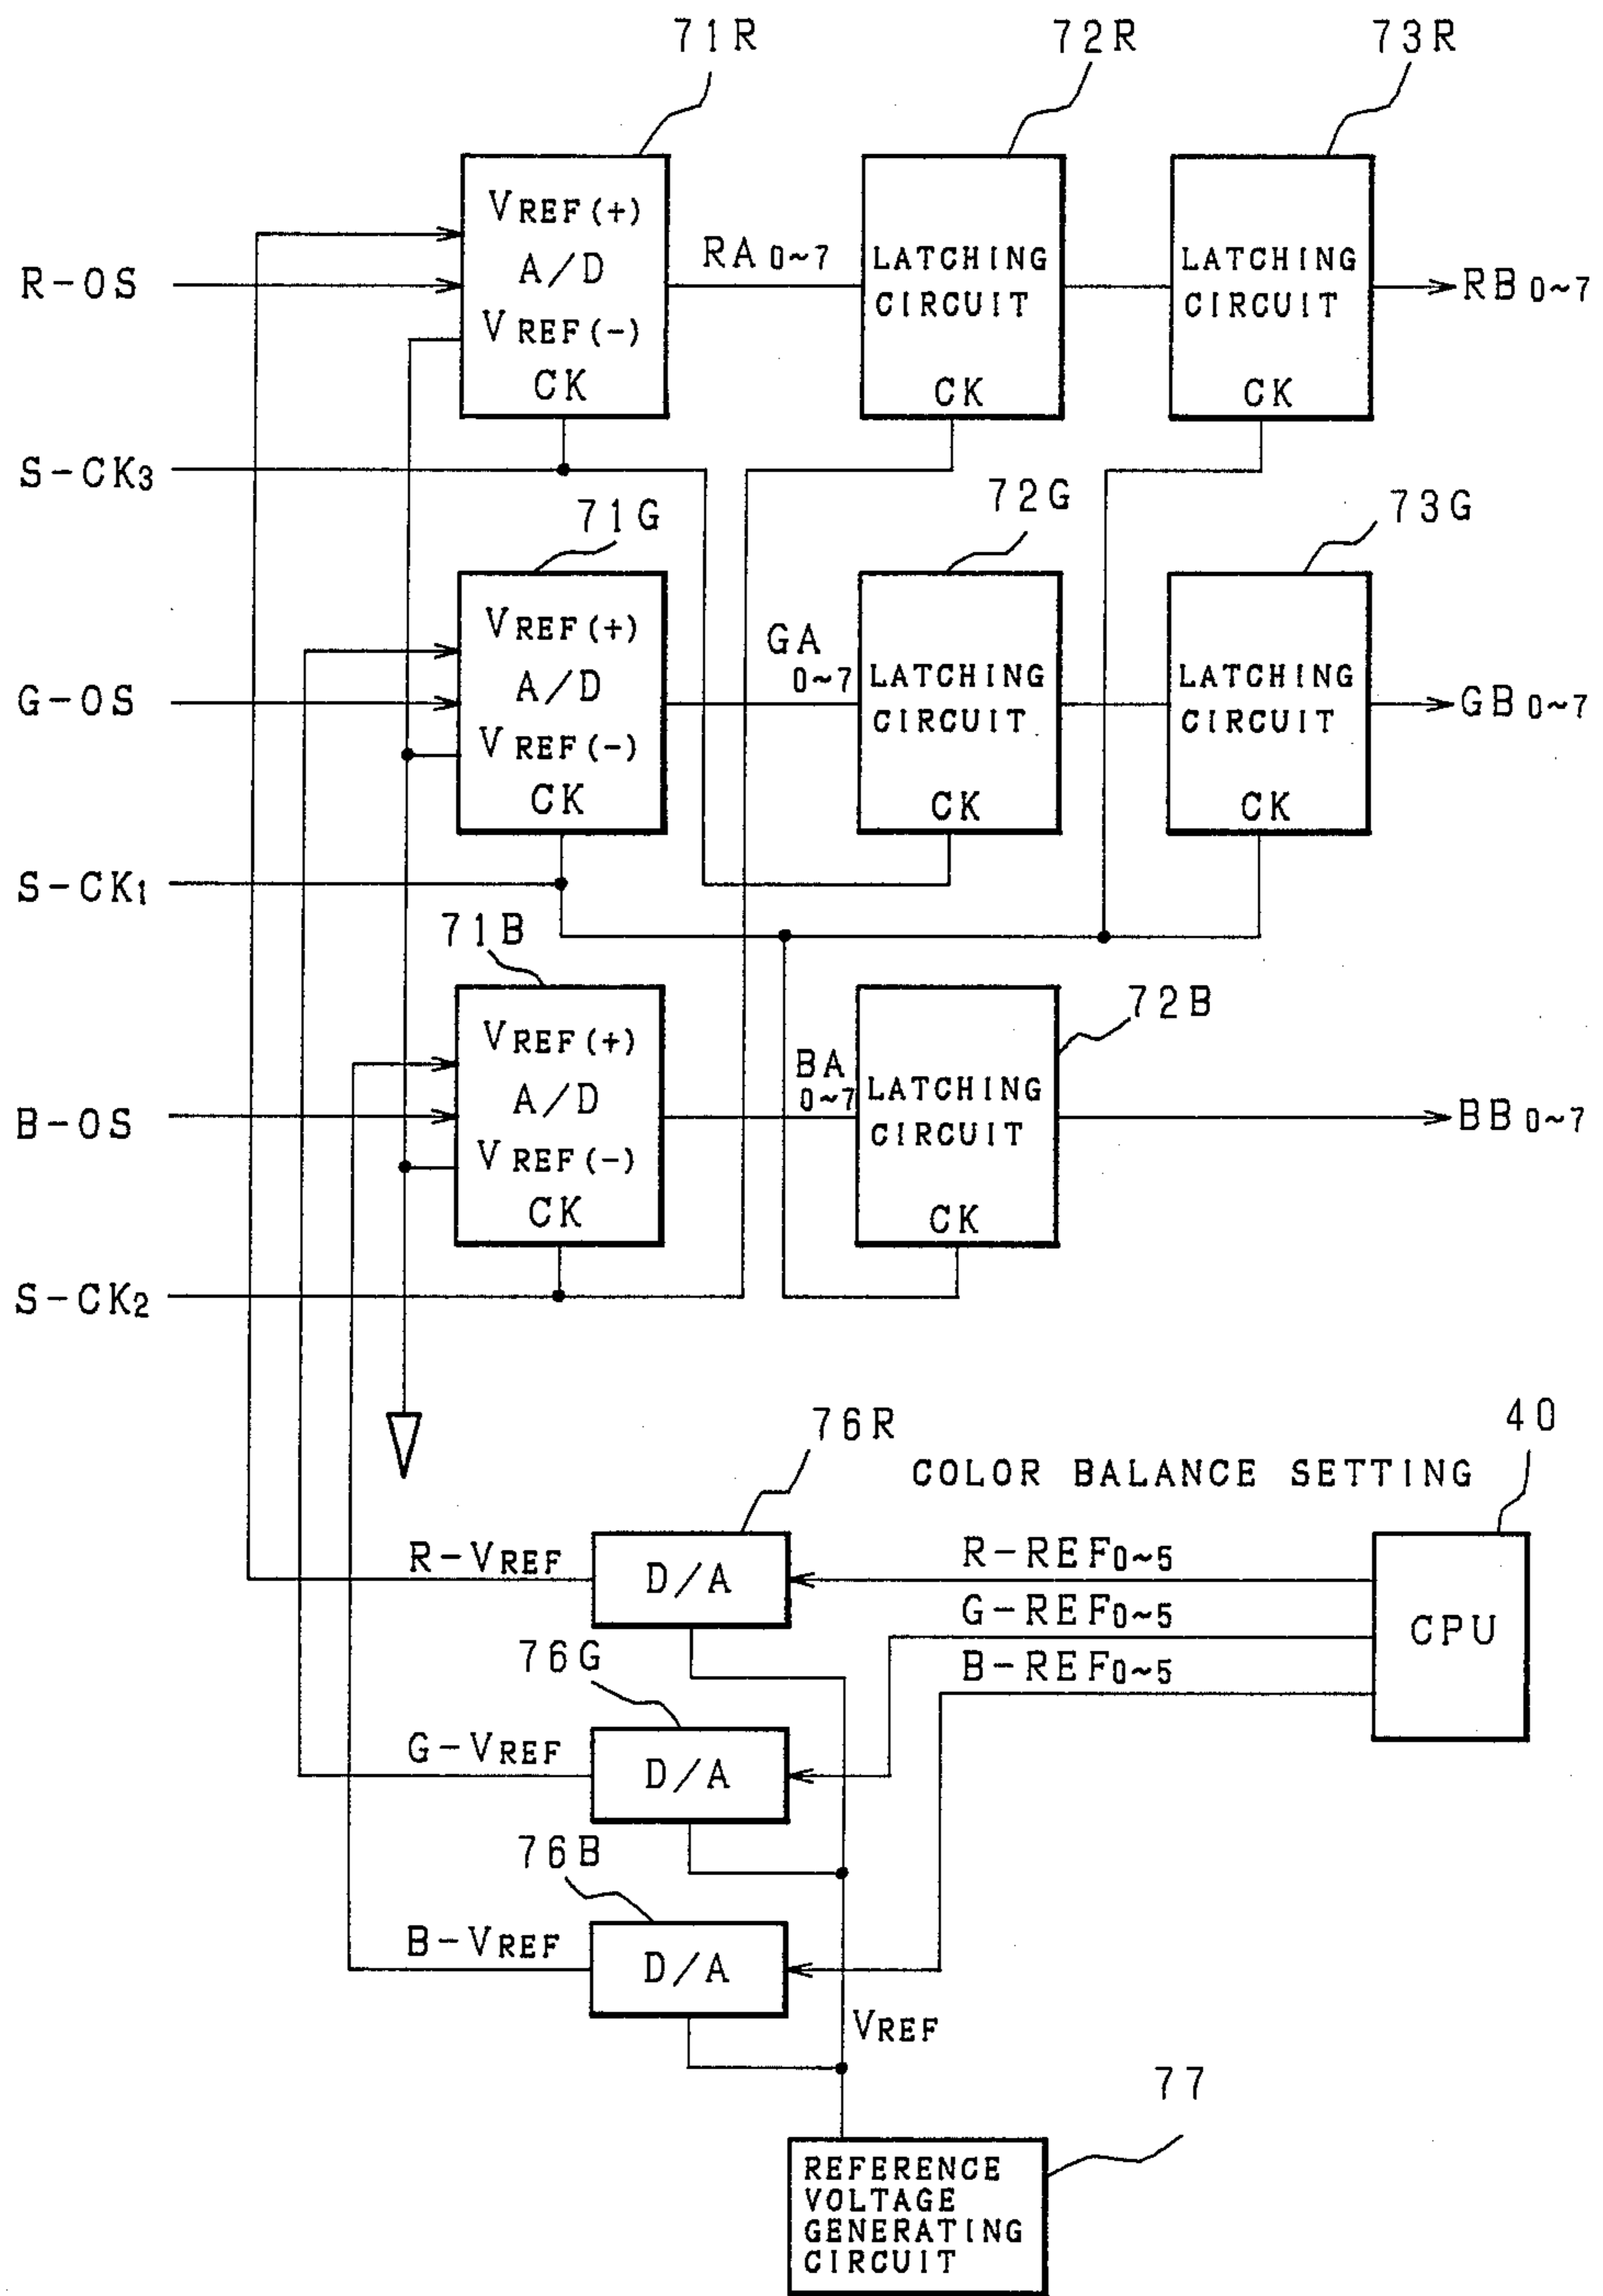 71R
72R
73R
VREF(+)
R-OS
A/D
RA0~7
LATCHING
CIRCUIT
LATCHING
CIRCUIT
RB0~7
VREF(-)
CK
CK
CK
S-CK3
71G
72G
73G
VREF(+)
G-OS
A/D
GA
0~7
LATCHING
CIRCUIT
LATCHING
CIRCUIT
GB0~7
VREF(-)
CK
CK
CK
S-CK1
71B
72B
VREF(+)
B-OS
A/D
BA
0~7
LATCHING
CIRCUIT
BB0~7
VREF(-)
CK
CK
S-CK2
76R
40
COLOR BALANCE SETTING
R-VREF
D/A
R-REF0~5
G-REF0~5
B-REF0~5
CPU
76G
G-VREF
D/A
76B
B-VREF
D/A
VREF
77
REFERENCE
VOLTAGE
GENERATING
CIRCUIT